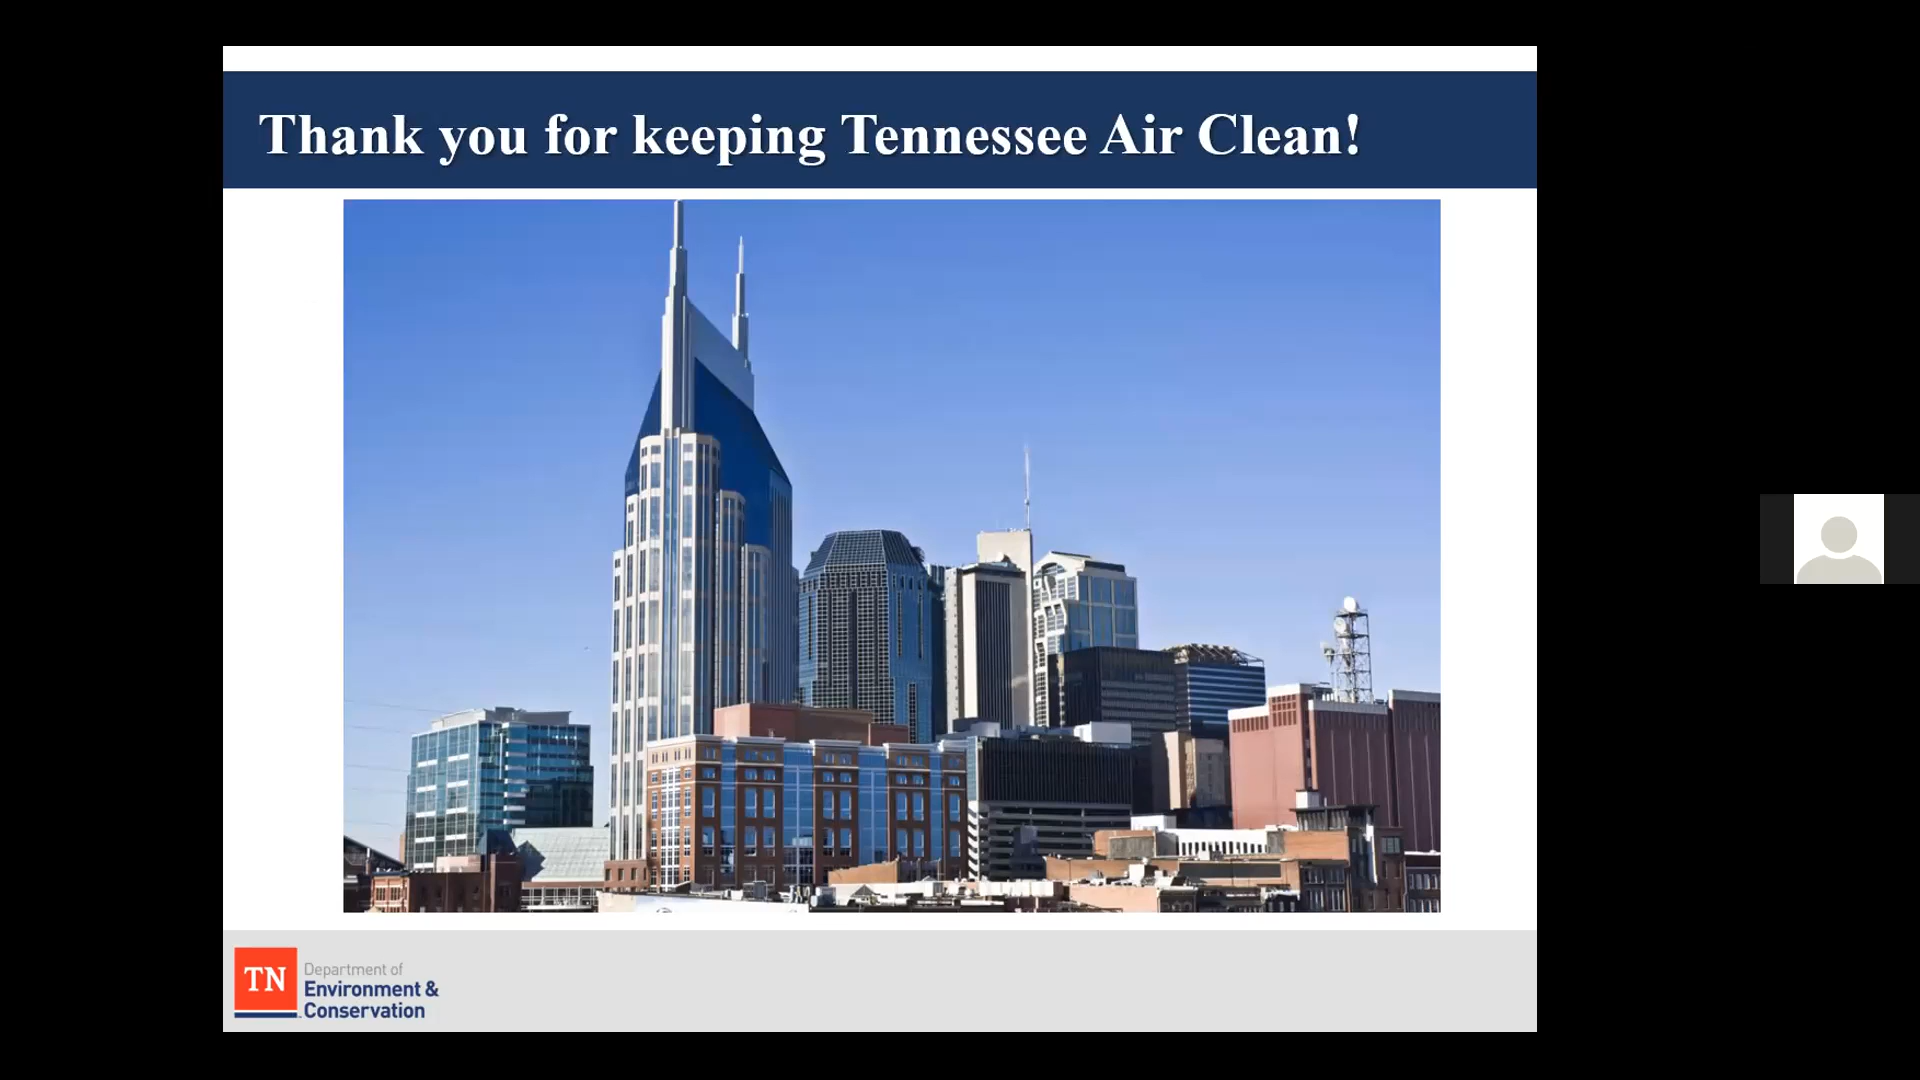 Thank you for keeping Tennessee Air Clean!
TN
Department of
Environment &
Conservation